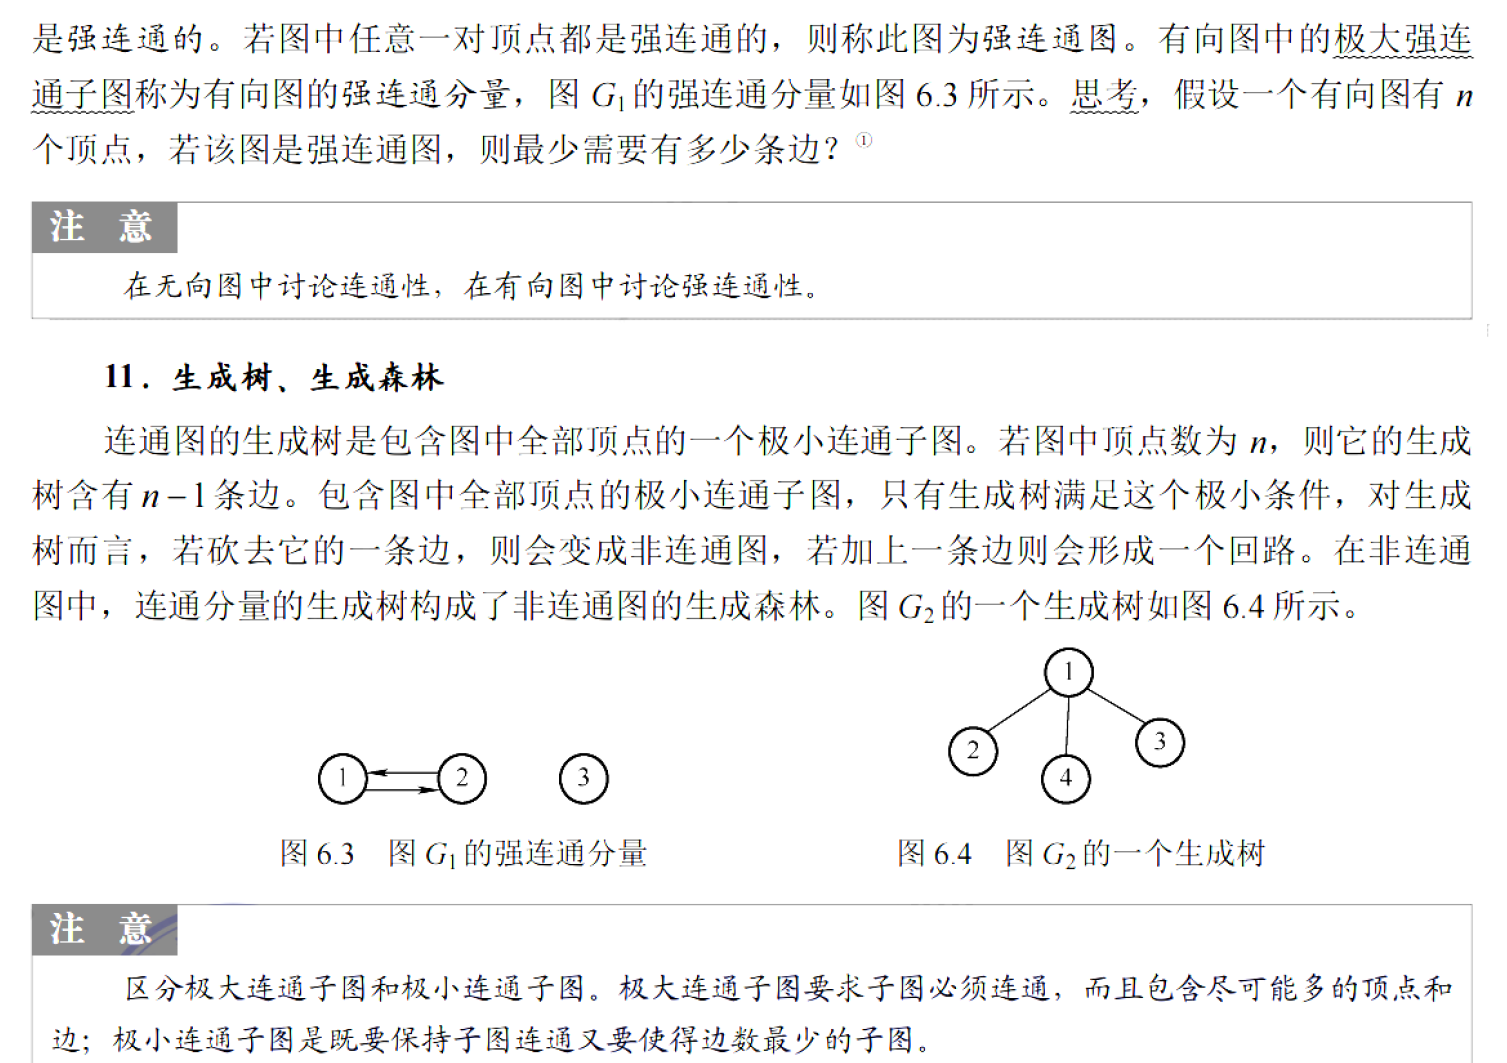 是强连通的。若图中任意一对顶点都是强连通的，则称此图为强连通图。有向图中的极大强连
通子图称为有向图的强连通分量，图 G1的强连通分量如图 6.3 所示。思考，假设一个有向图有 n
个顶点，若该图是强连通图，则最少需要有多少条边？①
注 意
在无向图中讨论连通性，在有向图中讨论强连通性。
11．生成树、生成森林
连通图的生成树是包含图中全部顶点的一个极小连通子图。若图中顶点数为 n，则它的生成
树含有 n－1条边。包含图中全部顶点的极小连通子图，只有生成树满足这个极小条件，对生成
树而言，若砍去它的一条边，则会变成非连通图，若加上一条边则会形成一个回路。在非连通
图中，连通分量的生成树构成了非连通图的生成森林。图 G2的一个生成树如图 6.4 所示。
1
2
3
4
1
2
3
图 6.3 图 G1的强连通分量
图 6.4 图 G2的一个生成树
注 意
区分极大连通子图和极小连通子图。极大连通子图要求子图必须连通，而且包含尽可能多的顶点和
边；极小连通子图是既要保持子图连通又要使得边数最少的子图。